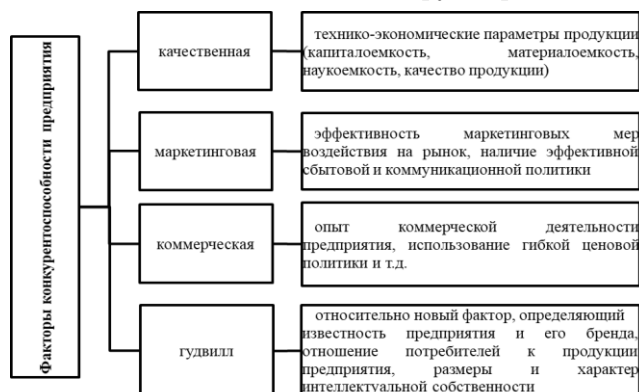 Факторы конкурентоспособности предприятия
качественная
технико-экономические параметры продукции
(капиталоемкость, материалоемкость,
наукоемкость, качество продукции)
маркетинговая
эффективность маркетинговых мер
воздействия на рынок, наличие эффективной
сбытовой и коммуникационной политики
коммерческая
опыт коммерческой деятельности
предприятия, использование гибкой ценовой
политики и т.д.
гудвилл
относительно новый фактор, определяющий
известность предприятия и его бренда,
отношение потребителей к продукции
предприятия, размеры и характер
интеллектуальной собственности